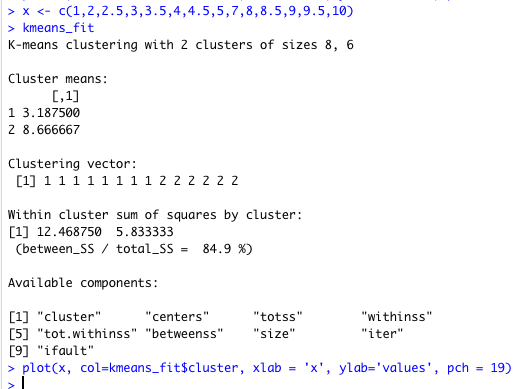 > x <- c(1,2,2.5,3,3.5,4,4.5,5,7,8,8.5,9,9.5,10)
> kmeans_fit
K-means clustering with 2 clusters of sizes 8, 6
Cluster means:
[,1]
1 3.187500
2 8.666667
Clustering vector:
[1] 1 1 1 1 1 1 1 1 2 2 2 2 2 2
Within cluster sum of squares by cluster:
[1] 12.468750 5.833333
(between_SS / total_SS = 84.9 %)
Available components:
[1] "cluster" "centers" "totss" "withinss"
[5] "tot.withinss" "betweenss" "size" "iter"
[9] "ifault"
> plot(x, col=kmeans_fit$cluster, xlab = 'x', ylab='values', pch = 19)
>